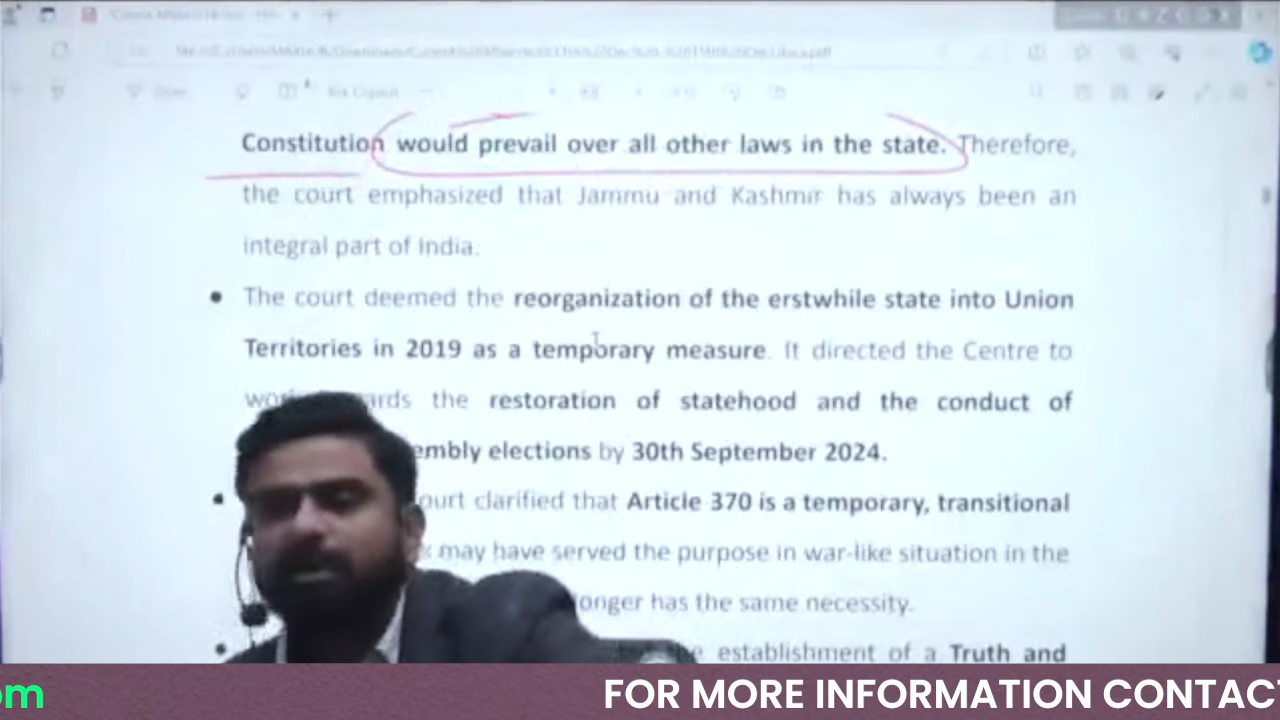 Constitution would prevail over all other laws in the state. Therefore,
the court emphasized that Jammu and Kashmir has always been an
integral part of India.
• The court deemed the reorganization of the erstwhile state into Union
Territories in 2019 as a temporary measure. It directed the Centre to
the restoration of statehood and the conduct of
elections by 30th September 2024.
• clarified that Article 370 is a temporary, transitional
may have served the purpose in war-like situation in the
longer has the same necessity.
• establishment of a Truth and
om FOR MORE INFORMATION CONTACT